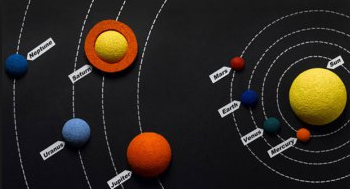 Neptune
Saturn
Uranus
Jupiter
Mars
Earth
Venus
Mercury
Sun